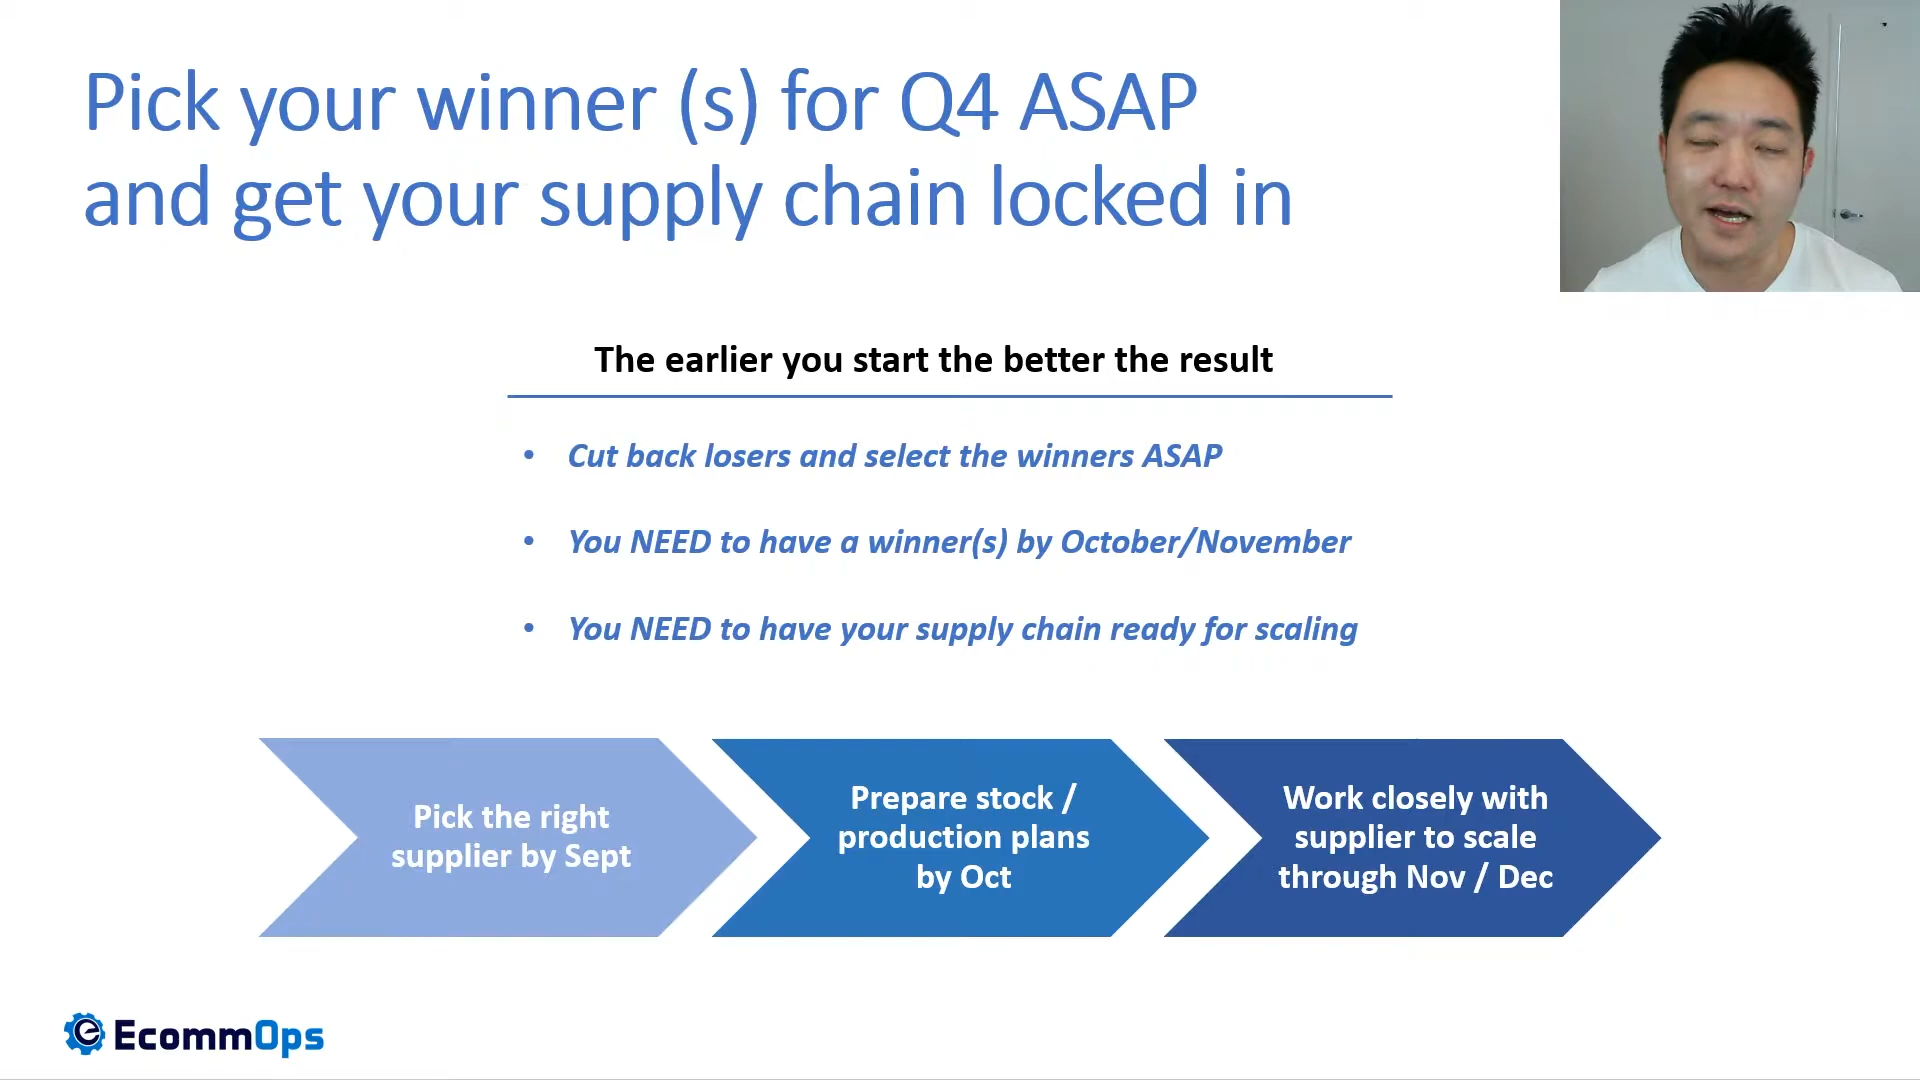 Pick your winner (s) for Q4 ASAP
and get your supply chain locked in
The earlier you start the better the result
• Cut back losers and select the winners ASAP
• You NEED to have a winner(s) by October/November
• You NEED to have your supply chain ready for scaling
Pick the right
supplier by Sept
Prepare stock /
production plans
by Oct
Work closely with
supplier to scale
through Nov / Dec
EcommOps